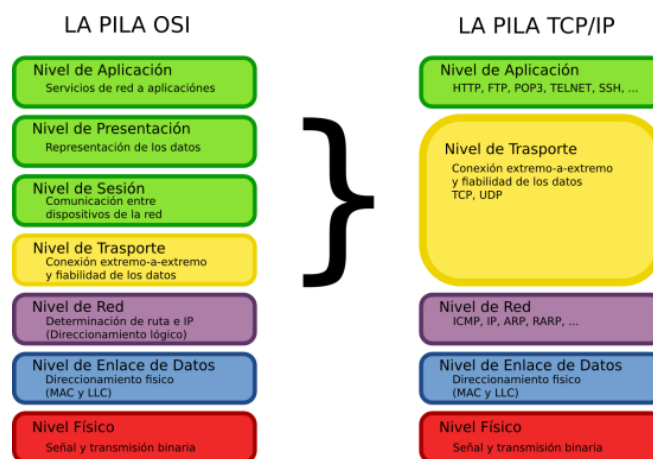 LA PILA OSI
Nivel de Aplicación
Servicios de red a aplicaciónes
Nivel de Presentación
Representación de los datos
Nivel de Sesión
Comunicación entre
dispositivos de la red
Nivel de Trasporte
Conexión extremo-a-extremo
y fiabilidad de los datos
Nivel de Red
Determinación de ruta e IP
(Direccionamiento lógico)
Nivel de Enlace de Datos
Direccionamiento fisico
(MAC y LLC)
Nivel Físico
Señal y transmisión binaria
LA PILA TCP/IP
Nivel de Aplicación
HTTP, FTP, POP3, TELNET, SSH, ...
Nivel de Trasporte
Conexión extremo-a-extremo
y fiabilidad de los datos
TCP, UDP
Nivel de Red
ICMP, IP, ARP, RARP, ...
Nivel de Enlace de Datos
Direccionamiento fisico
(MAC y LLC)
Nivel Físico
Señal y transmisión binaria